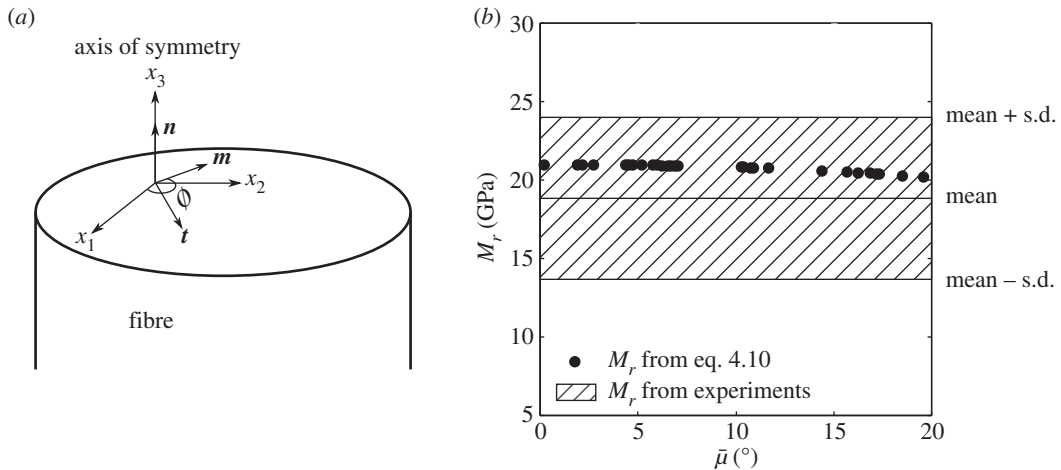 (a)
axis of symmetry
x3
n
m
x2
ϕ
x1
t
fibre
(b)
30
25
20
15
10
5
Mr (GPa)
mean + s.d.
mean
mean – s.d.
Mr from eq. 4.10
Mr from experiments
0 5 10 15 20
μ̄ (°)